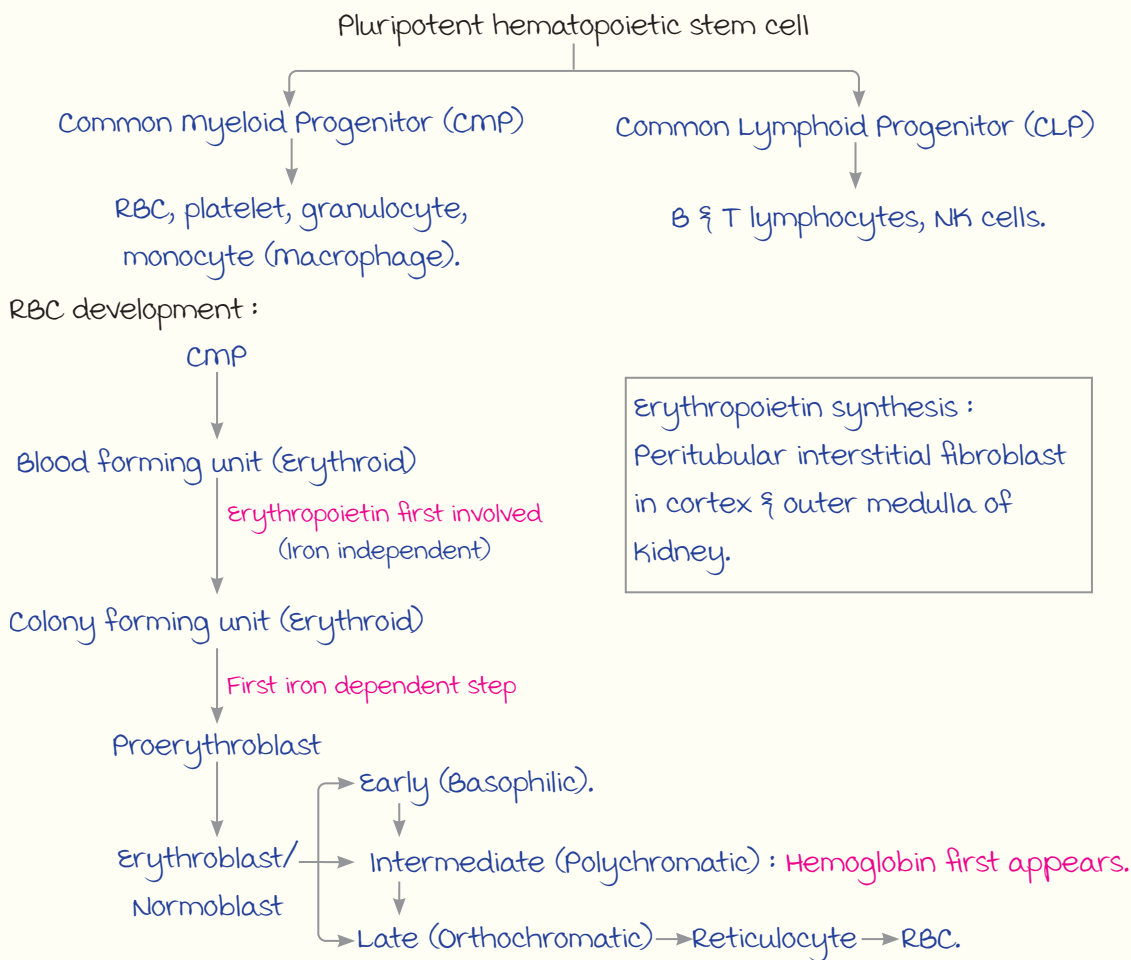 Pluripotent hematopoietic stem cell
Common Myeloid Progenitor (CMP)
Common Lymphoid Progenitor (CLP)
RBC, platelet, granulocyte,
monocyte (macrophage).
B & T lymphocytes, NK cells.
RBC development :
CMP
Blood forming unit (Erythroid)
Erythropoietin first involved
(Iron independent)
Colony forming unit (Erythroid)
First iron dependent step
Proerythroblast
Erythroblast/
Normoblast
Early (Basophilic).
Intermediate (Polychromatic) : Hemoglobin first appears.
Late (Orthochromatic) Reticulocyte RBC.
Erythropoietin synthesis :
Peritubular interstitial fibroblast
in cortex & outer medulla of
kidney.